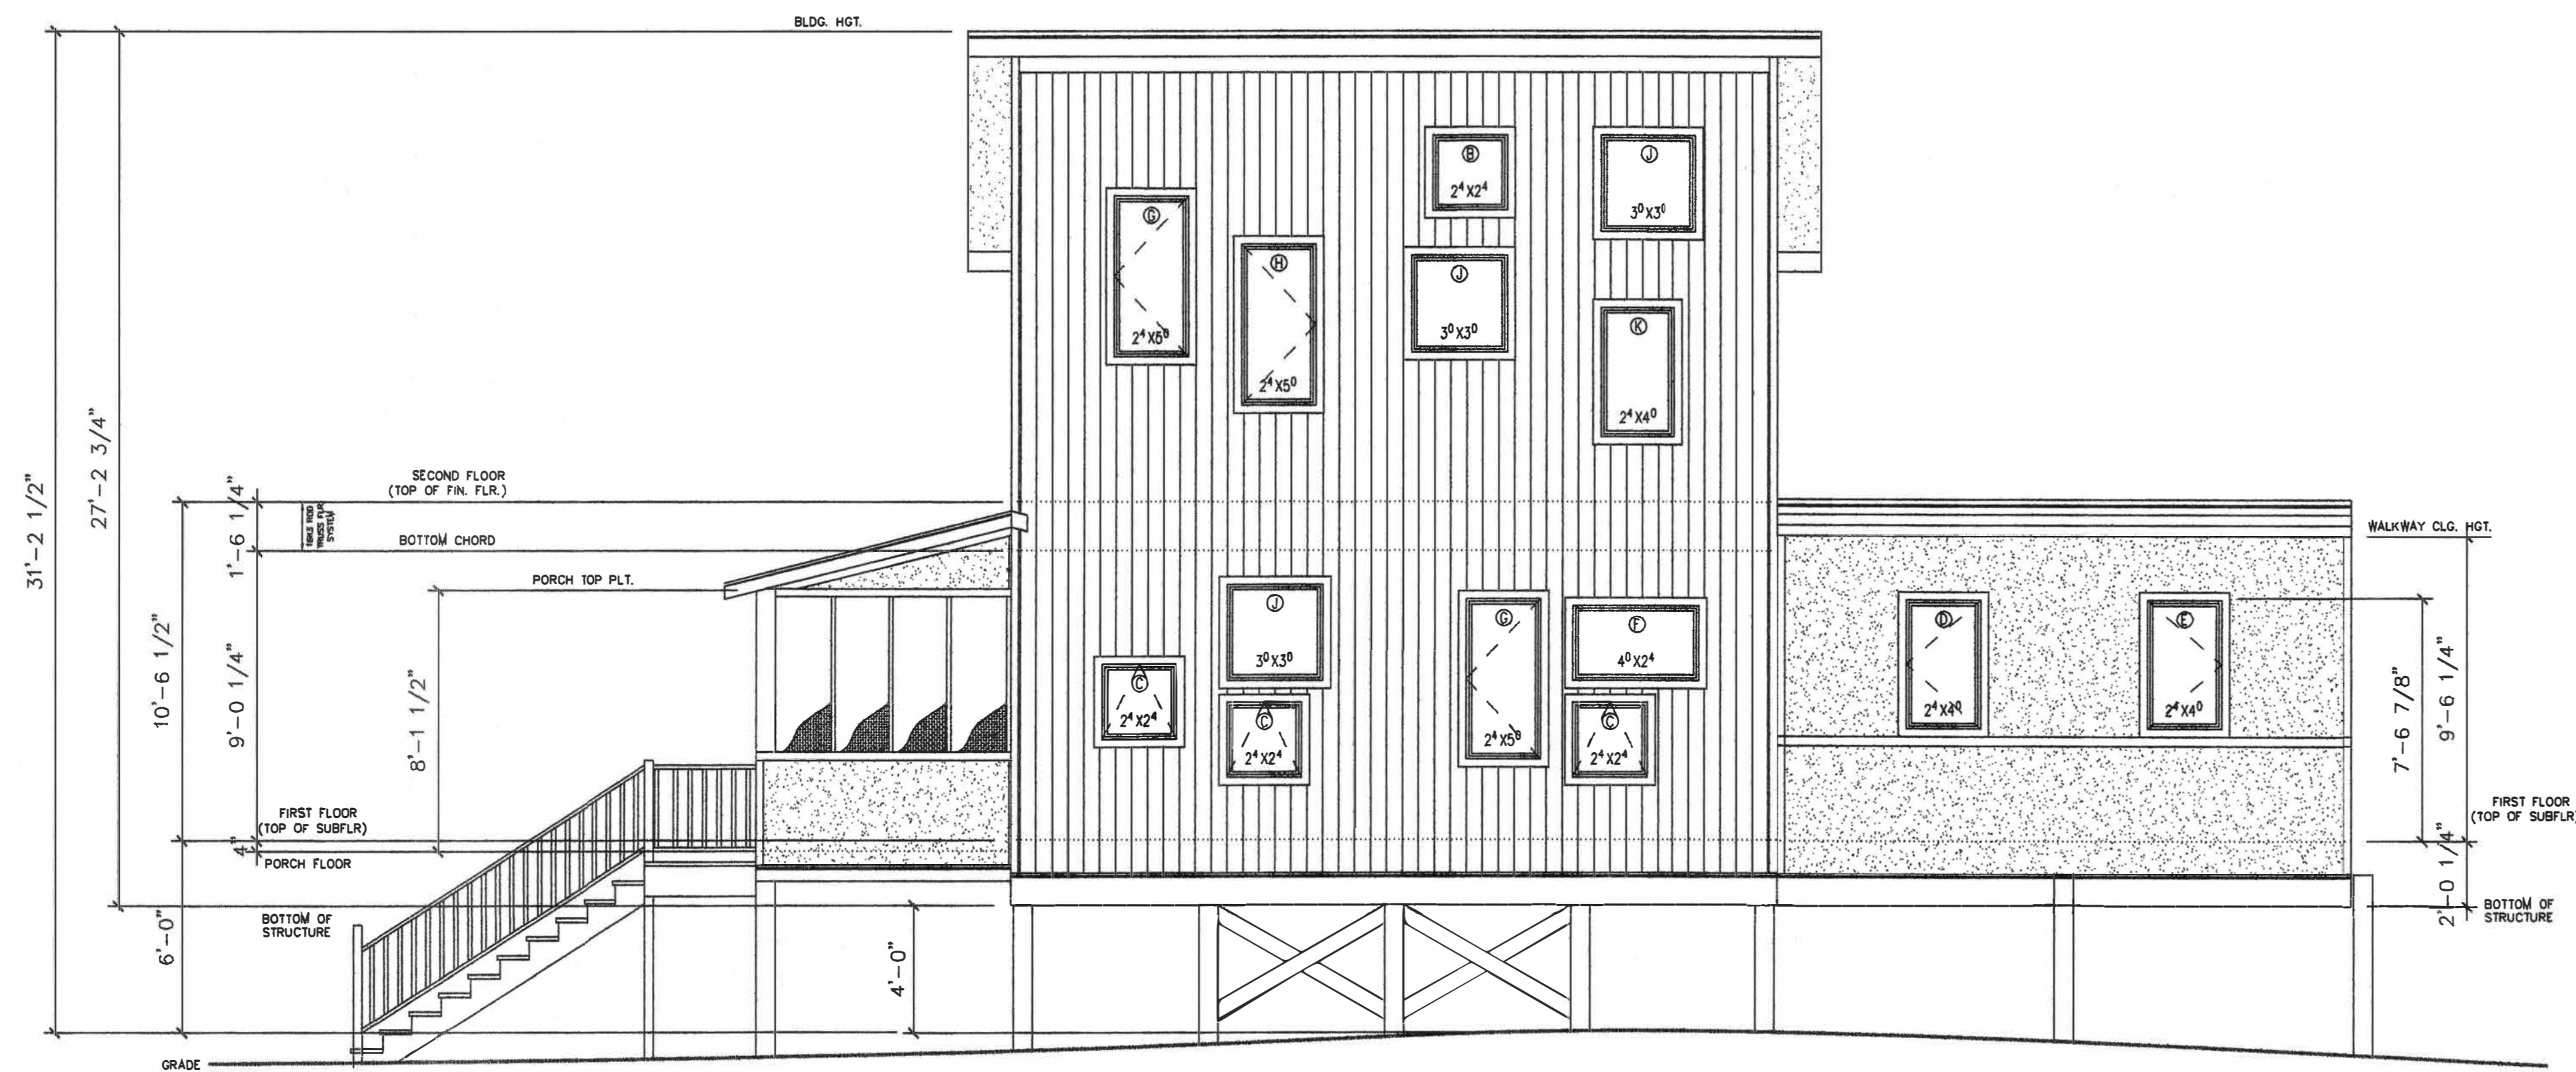 BLDG. HGT.
31'-2 1/2"
27'-2 3/4"
SECOND FLOOR
(TOP OF FIN. FLR.)
1'-6 1/4"
TRUSS FLR
SYSTEM
BOTTOM CHORD
PORCH TOP PLT.
10'-6 1/2"
9'-0 1/4"
8'-1 1/2"
FIRST FLOOR
(TOP OF SUBFLR)
4"
PORCH FLOOR
BOTTOM OF
STRUCTURE
6'-0"
4'-0"
GRADE
G
2⁴X5⁰
H
2⁴X5⁰
B
2⁴X2⁴
J
3⁰X3⁰
J
3⁰X3⁰
K
2⁴X4⁰
C
2⁴X2⁴
J
3⁰X3⁰
C
2⁴X2⁴
G
2⁴X5⁰
F
4⁰X2⁴
C
2⁴X2⁴
D
2⁴X4⁰
E
2⁴X4⁰
WALKWAY CLG. HGT.
7'-6 7/8"
9'-6 1/4"
FIRST FLOOR
(TOP OF SUBFLR)
2'-0 1/4"
BOTTOM OF
STRUCTURE